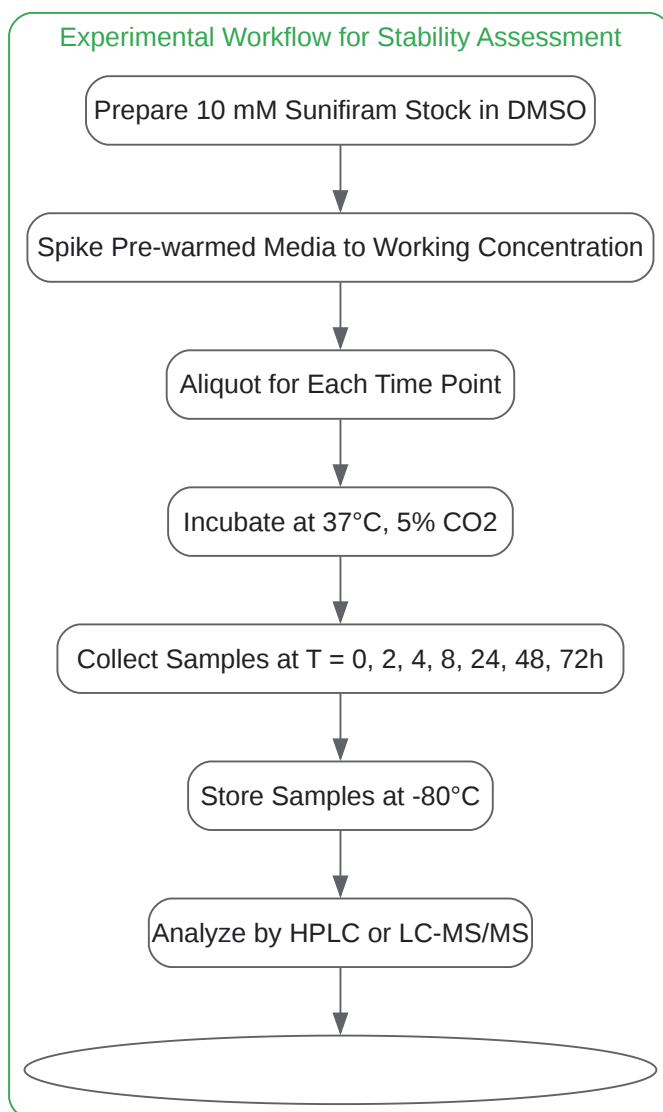 Experimental Workflow for Stability Assessment
Prepare 10 mM Sunifiram Stock in DMSO
Spike Pre-warmed Media to Working Concentration
Aliquot for Each Time Point
Incubate at 37°C, 5% CO2
Collect Samples at T = 0, 2, 4, 8, 24, 48, 72h
Store Samples at -80°C
Analyze by HPLC or LC-MS/MS